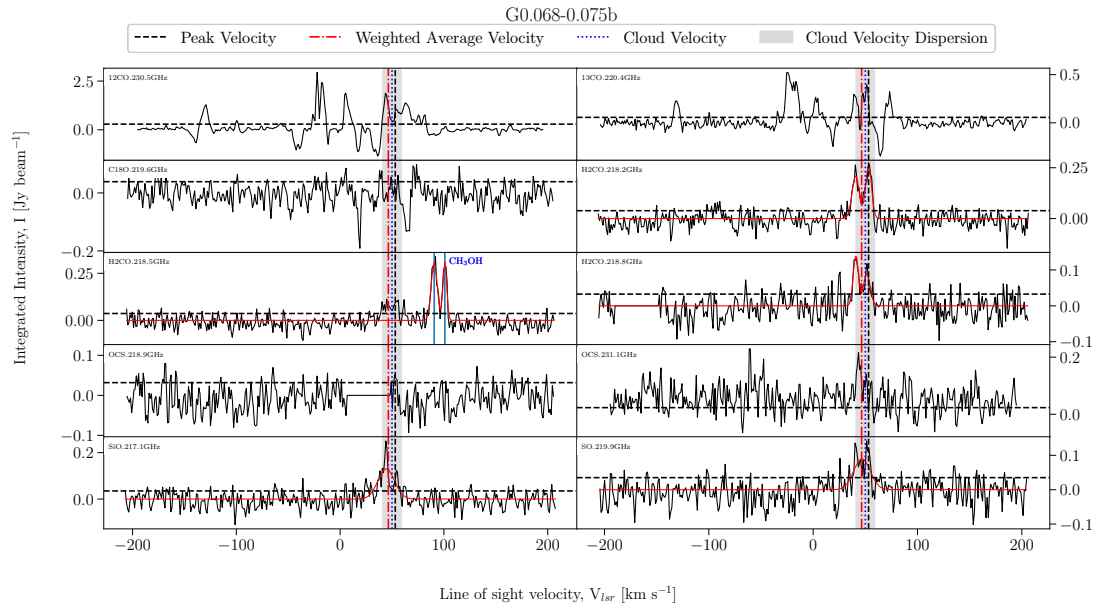 G0.068-0.075b
Peak Velocity Weighted Average Velocity Cloud Velocity Cloud Velocity Dispersion
Integrated Intensity, I [Jy beam⁻¹]
12CO.230.5GHz
2.5
0.0
13CO.220.4GHz
0.5
0.0
C18O.219.6GHz
0.0
−0.2
H2CO.218.2GHz
0.25
0.00
H2CO.218.5GHz
CH₃OH
0.25
0.00
H2CO.218.8GHz
0.1
0.0
−0.1
OCS.218.9GHz
0.1
0.0
−0.1
OCS.231.1GHz
0.2
0.0
SiO.217.1GHz
0.2
0.0
SO.219.9GHz
0.1
0.0
−0.1
−200 −100 0 100 200
−200 −100 0 100 200
Line of sight velocity, V_lsr [km s⁻¹]